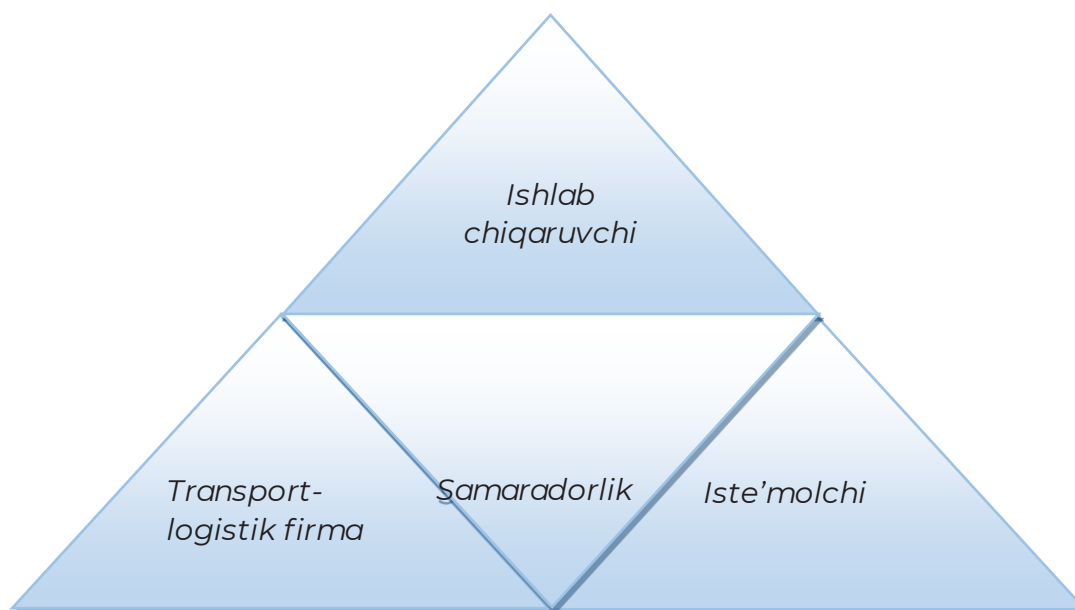 Ishlab
chiqaruvchi
Transport-
logistik firma
Samaradorlik
Iste’molchi